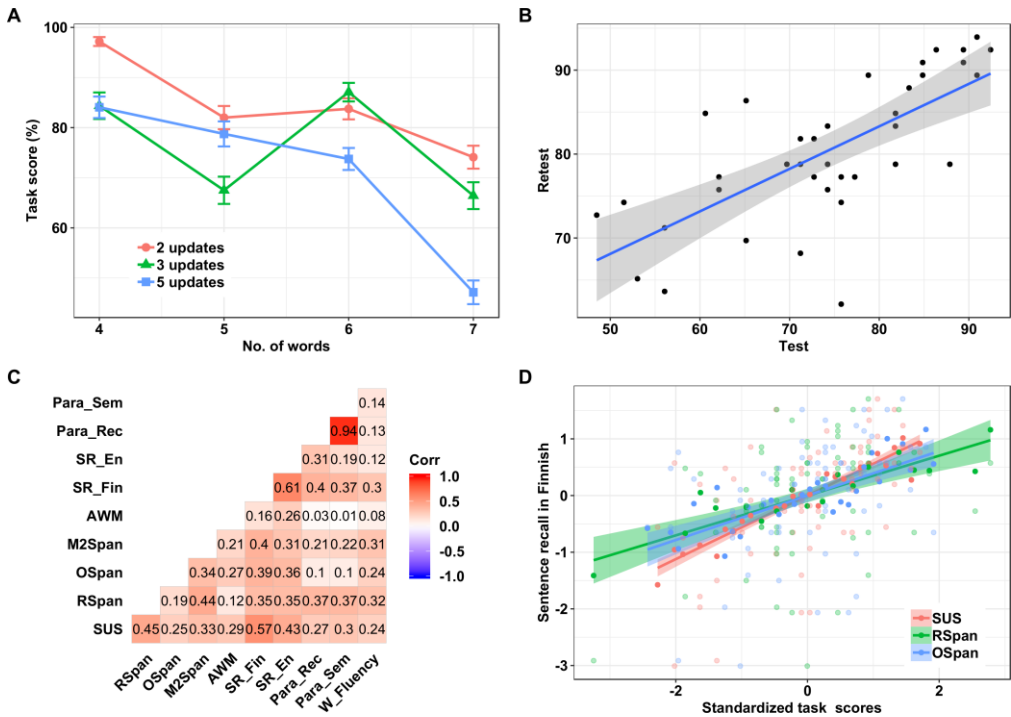 A
Task score (%)
100
80
60
2 updates
3 updates
5 updates
4 5 6 7
No. of words
B
Retest
90
80
70
50 60 70 80 90
Test
C
Para_Sem 0.14
Para_Rec 0.94 0.13
SR_En 0.31 0.19 0.12
SR_Fin 0.61 0.4 0.37 0.3
AWM 0.16 0.26 0.03 0.01 0.08
M2Span 0.21 0.4 0.31 0.21 0.22 0.31
OSpan 0.34 0.27 0.39 0.36 0.1 0.1 0.24
RSpan 0.19 0.44 0.12 0.35 0.35 0.37 0.37 0.32
SUS 0.45 0.25 0.33 0.29 0.57 0.43 0.27 0.3 0.24
RSpan OSpan M2Span AWM SR_Fin SR_En Para_Rec Para_Sem W_Fluency
Corr
1.0
0.5
0.0
-0.5
-1.0
D
Sentence recall in Finnish
1
0
-1
-2
-3
SUS
RSpan
OSpan
-2 0 2
Standardized task_scores